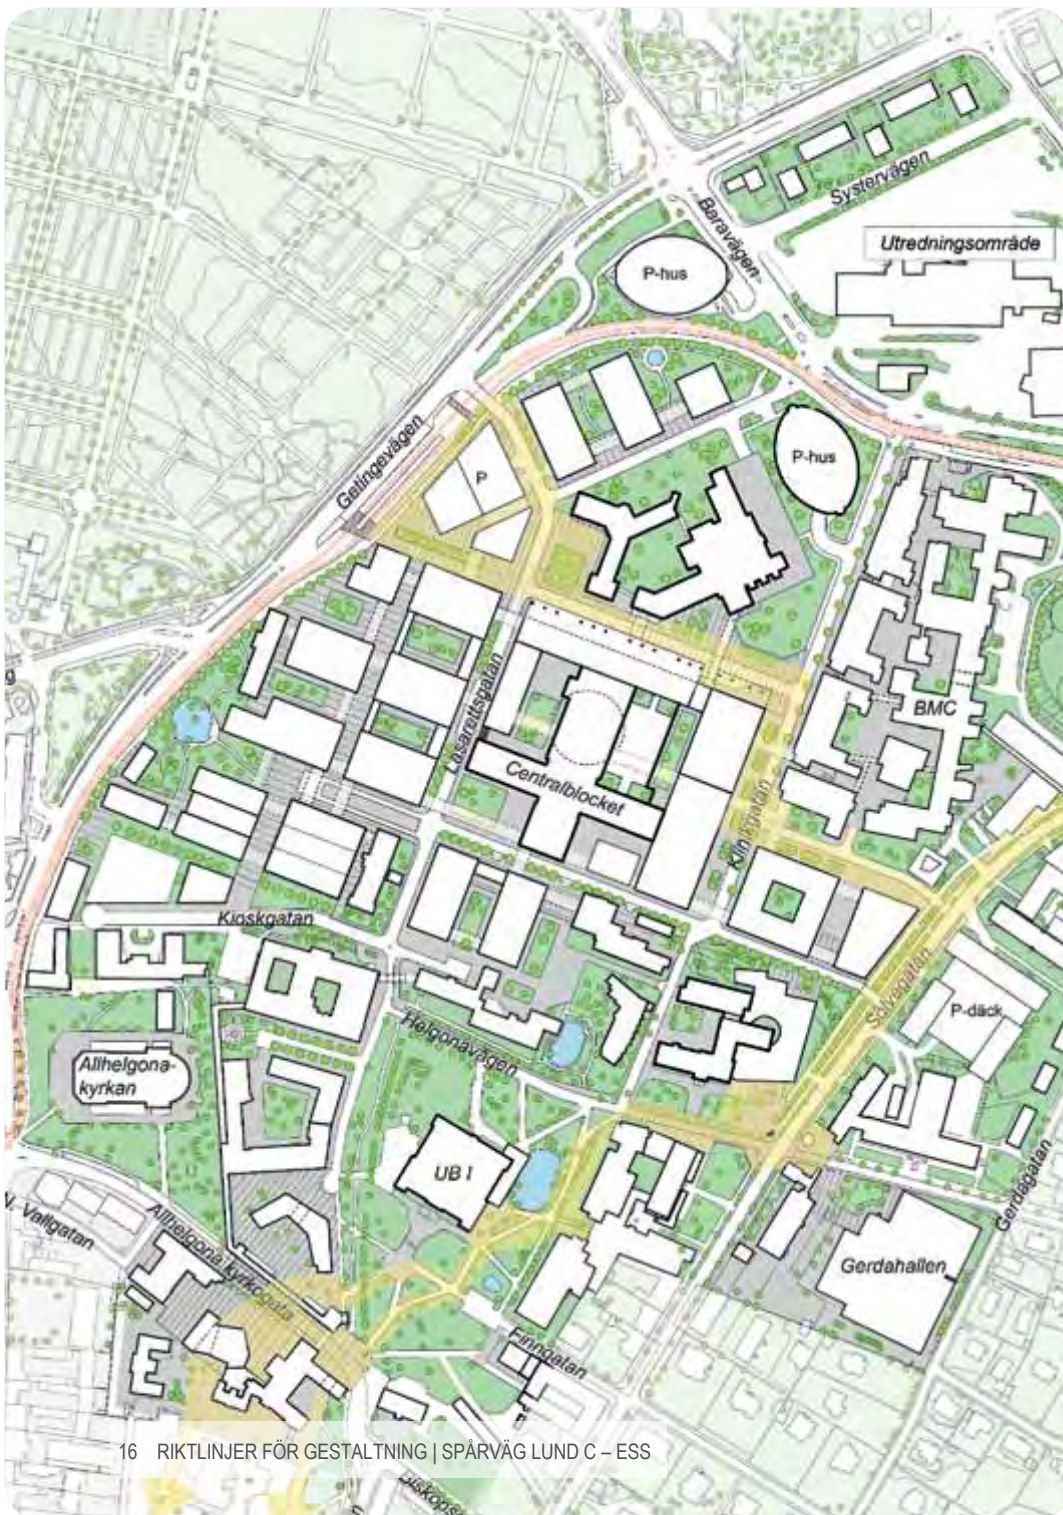 Systervägen
Baravägen
Utredningsområde
P-hus
Getingevägen
P-hus
P
Lasarettsgatan
BMC
Centralblocket
Klinikgatan
Kioskgatan
Sölvegatan
P-däck
Helgonavägen
Allhelgona-
kyrkan
UB I
Gerdagatan
N. Vallgatan
Allhelgona kyrkogata
Gerdahallen
Finngatan
16 RIKTLINJER FÖR GESTALTNING | SPÅRVÄG LUND C – ESS